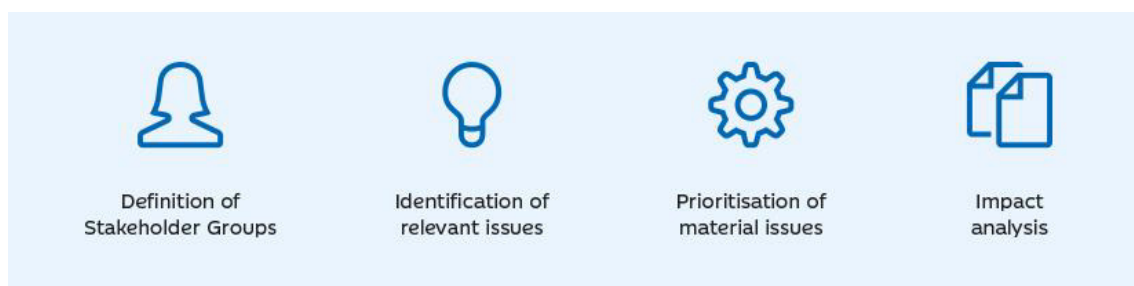 Definition of
Stakeholder Groups
Identification of
relevant issues
Prioritisation of
material issues
Impact
analysis